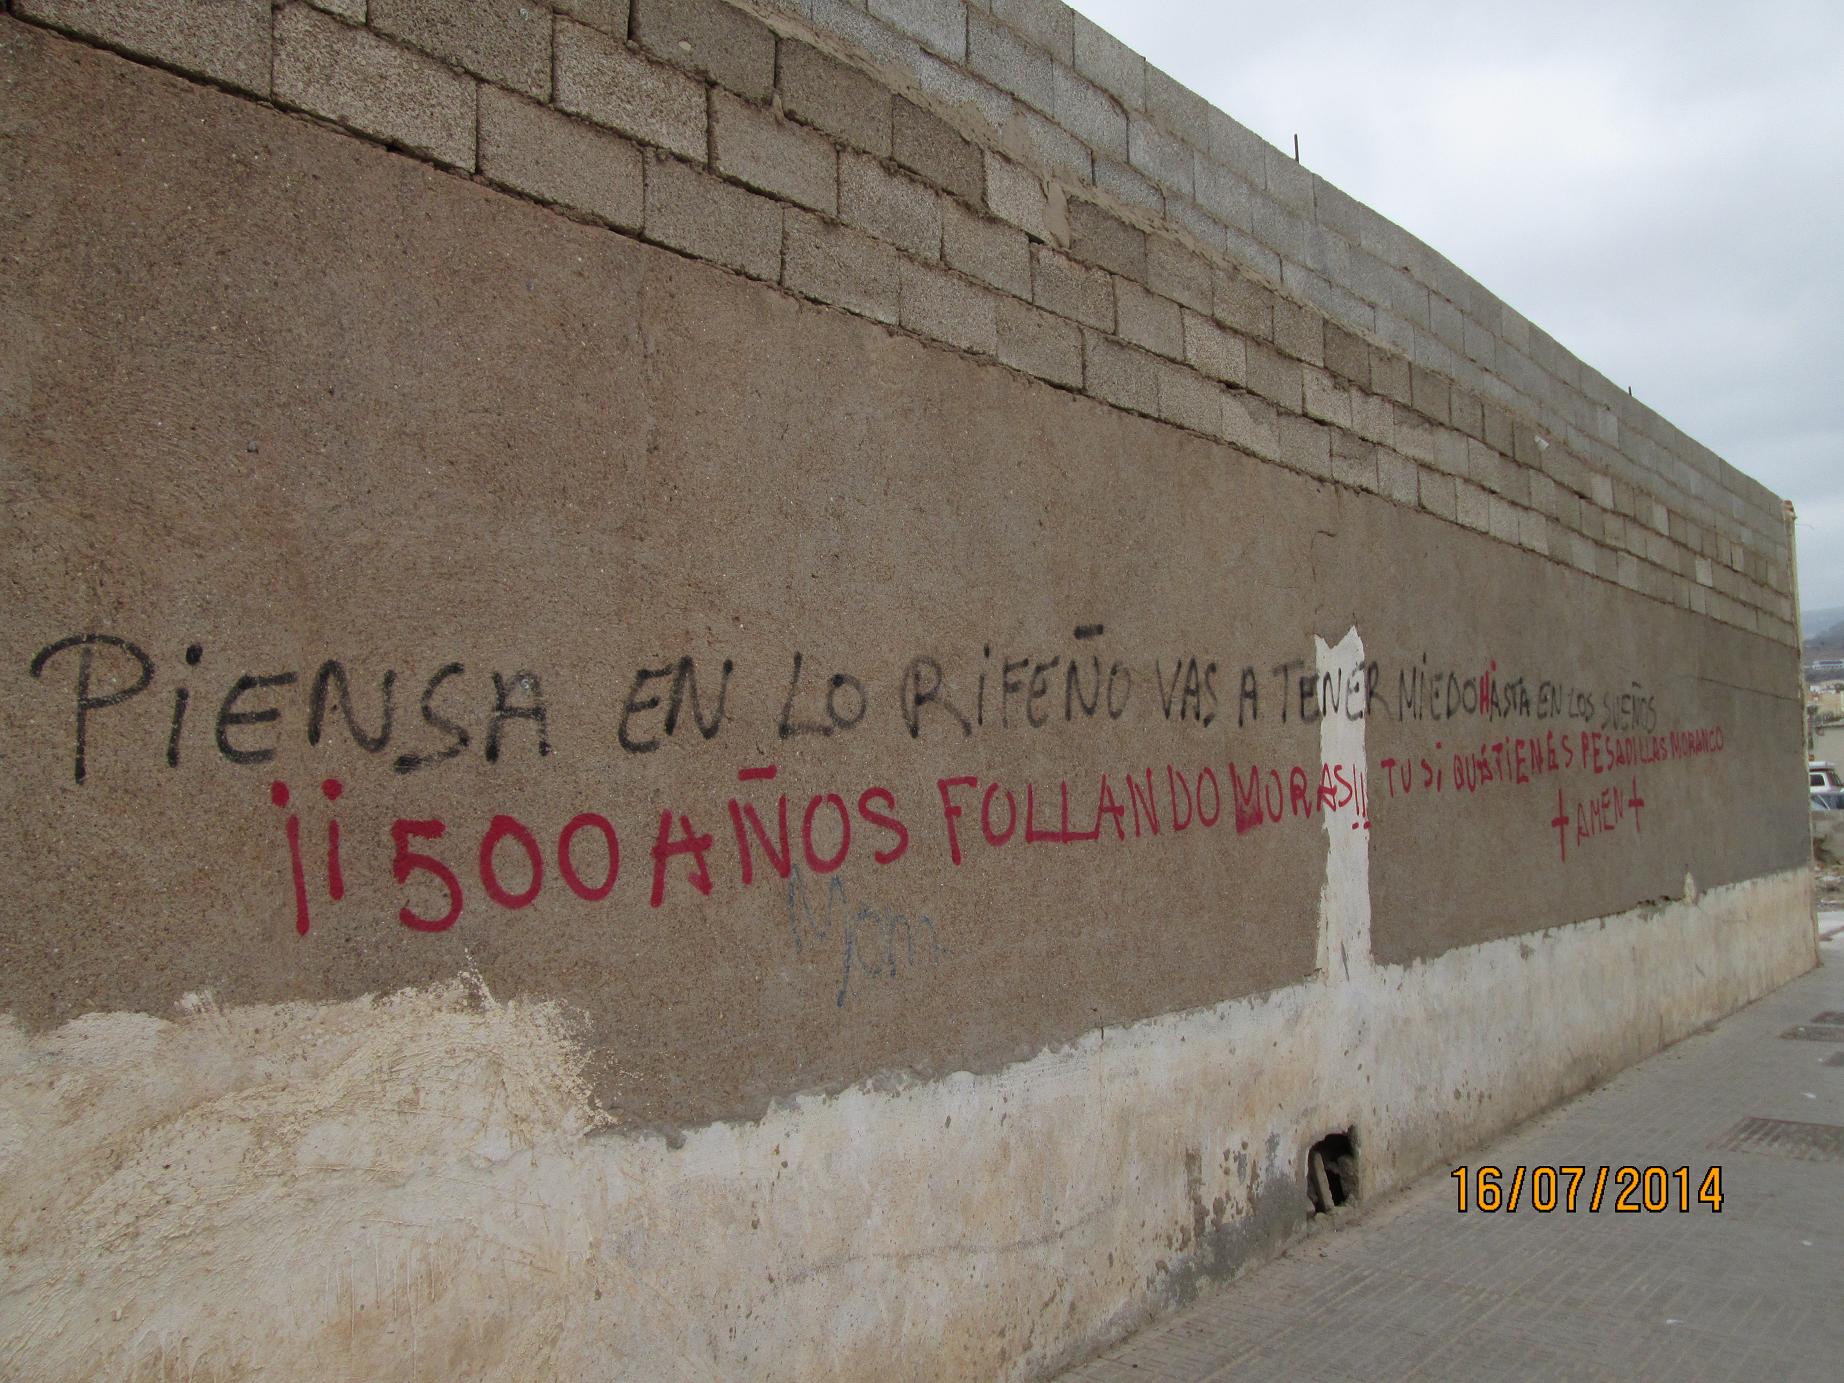 PIENSA EN LO RIFEÑO VAS A TENER MIEDO HASTA EN LOS SUEÑOS
¡¡500 AÑOS FOLLANDO MORAS!! TU SI QUE TIENES PESADILLAS MORANCO
†AMEN†
16/07/2014